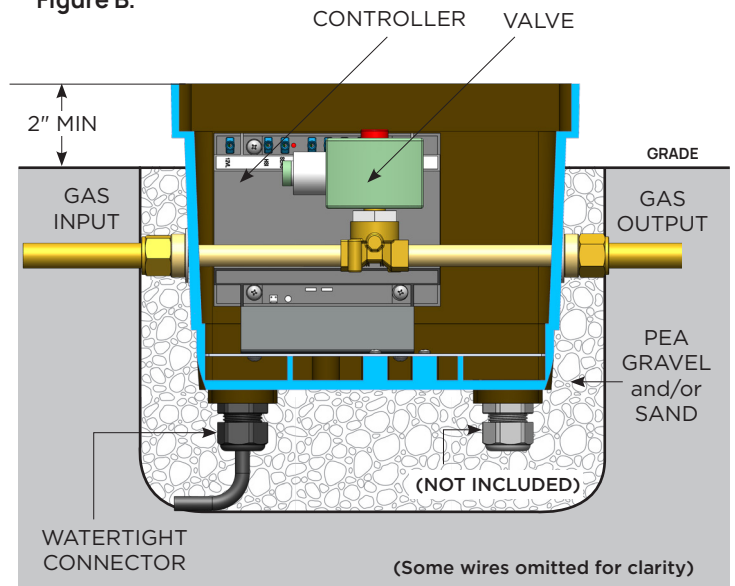 Figure B.
CONTROLLER
VALVE
2" MIN
GRADE
GAS
INPUT
GAS
OUTPUT
PEA
GRAVEL
and/or
SAND
(NOT INCLUDED)
WATERTIGHT
CONNECTOR
(Some wires omitted for clarity)